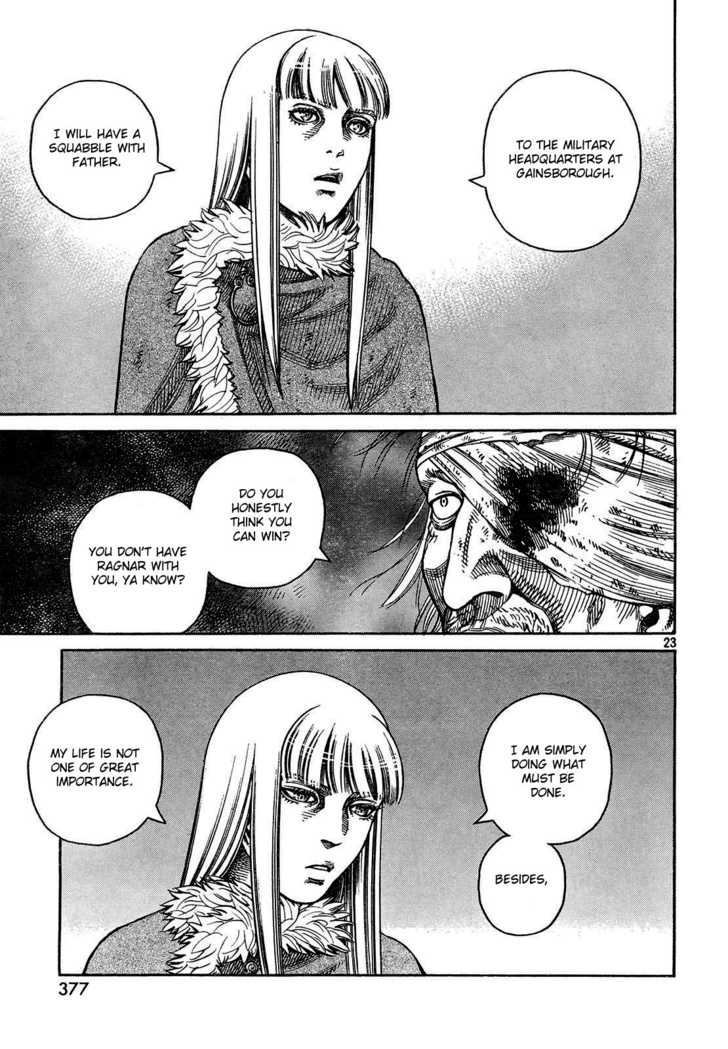 TO THE MILITARY
HEADQUARTERS AT
GAINSBOROUGH.
I WILL HAVE A
SQUABBLE WITH
FATHER.
DO YOU
HONESTLY
THINK YOU
CAN WIN?
YOU DON'T HAVE
RAGNAR WITH
YOU, YA KNOW?
23
I AM SIMPLY
DOING WHAT
MUST BE
DONE.
BESIDES,
MY LIFE IS NOT
ONE OF GREAT
IMPORTANCE.
377